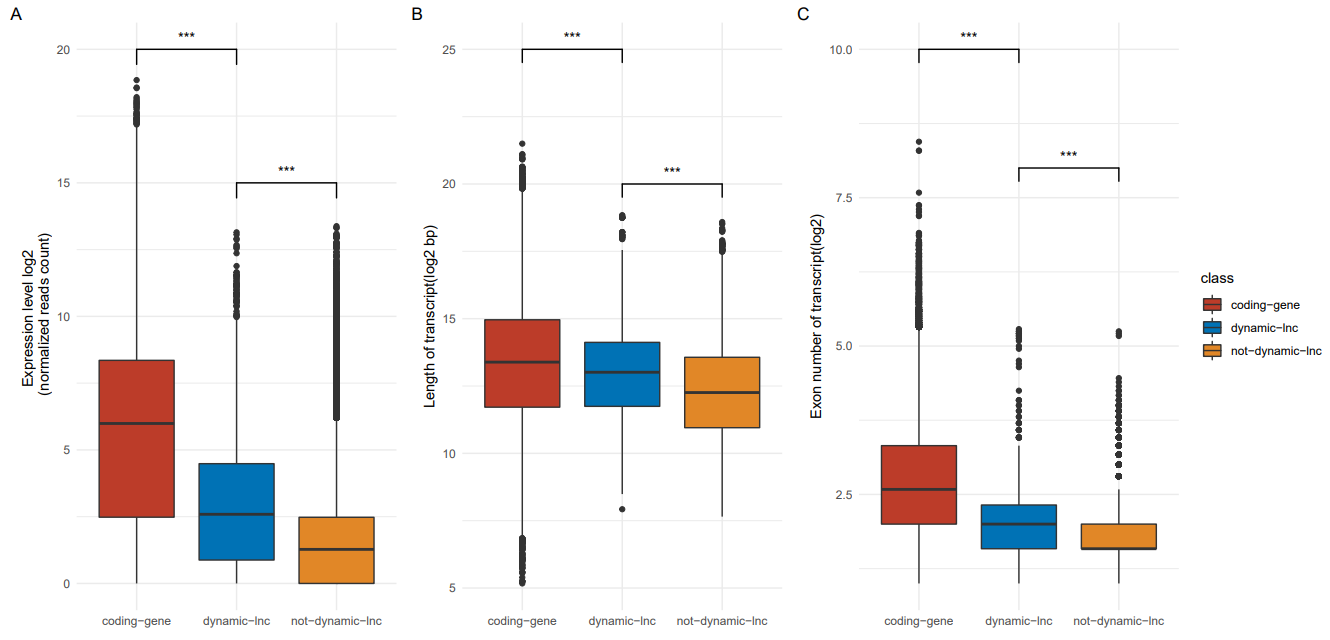 A
Expression level log2
(normalized reads count)
20
15
10
5
0
***
***
coding−gene
dynamic−lnc
not−dynamic−lnc
B
Length of transcript(log2 bp)
25
20
15
10
5
***
***
coding−gene
dynamic−lnc
not−dynamic−lnc
C
Exon number of transcript(log2)
10.0
7.5
5.0
2.5
***
***
coding−gene
dynamic−lnc
not−dynamic−lnc
class
coding−gene
dynamic−lnc
not−dynamic−lnc